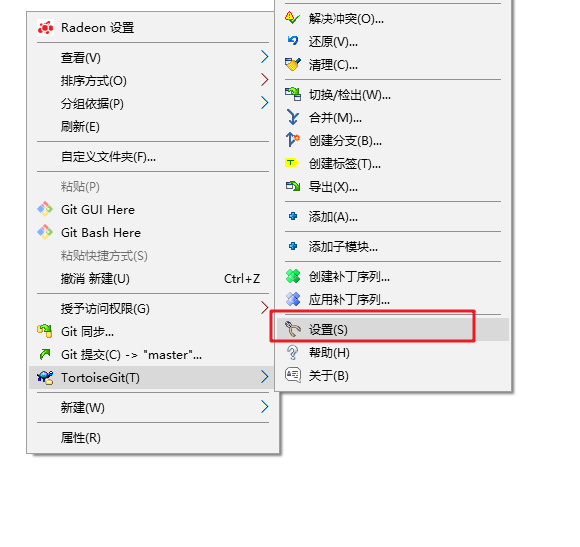 Radeon 设置
查看(V)
排序方式(O)
分组依据(P)
刷新(E)
自定义文件夹(F)...
粘贴(P)
Git GUI Here
Git Bash Here
粘贴快捷方式(S)
撤消 新建(U) Ctrl+Z
授予访问权限(G)
Git 同步...
Git 提交(C) -> "master"...
TortoiseGit(T)
新建(W)
属性(R)
解决冲突(O)...
还原(V)...
清理(C)...
切换/检出(W)...
合并(M)...
创建分支(B)...
创建标签(T)...
导出(X)...
添加(A)...
添加子模块...
创建补丁序列...
应用补丁序列...
设置(S)
帮助(H)
关于(B)